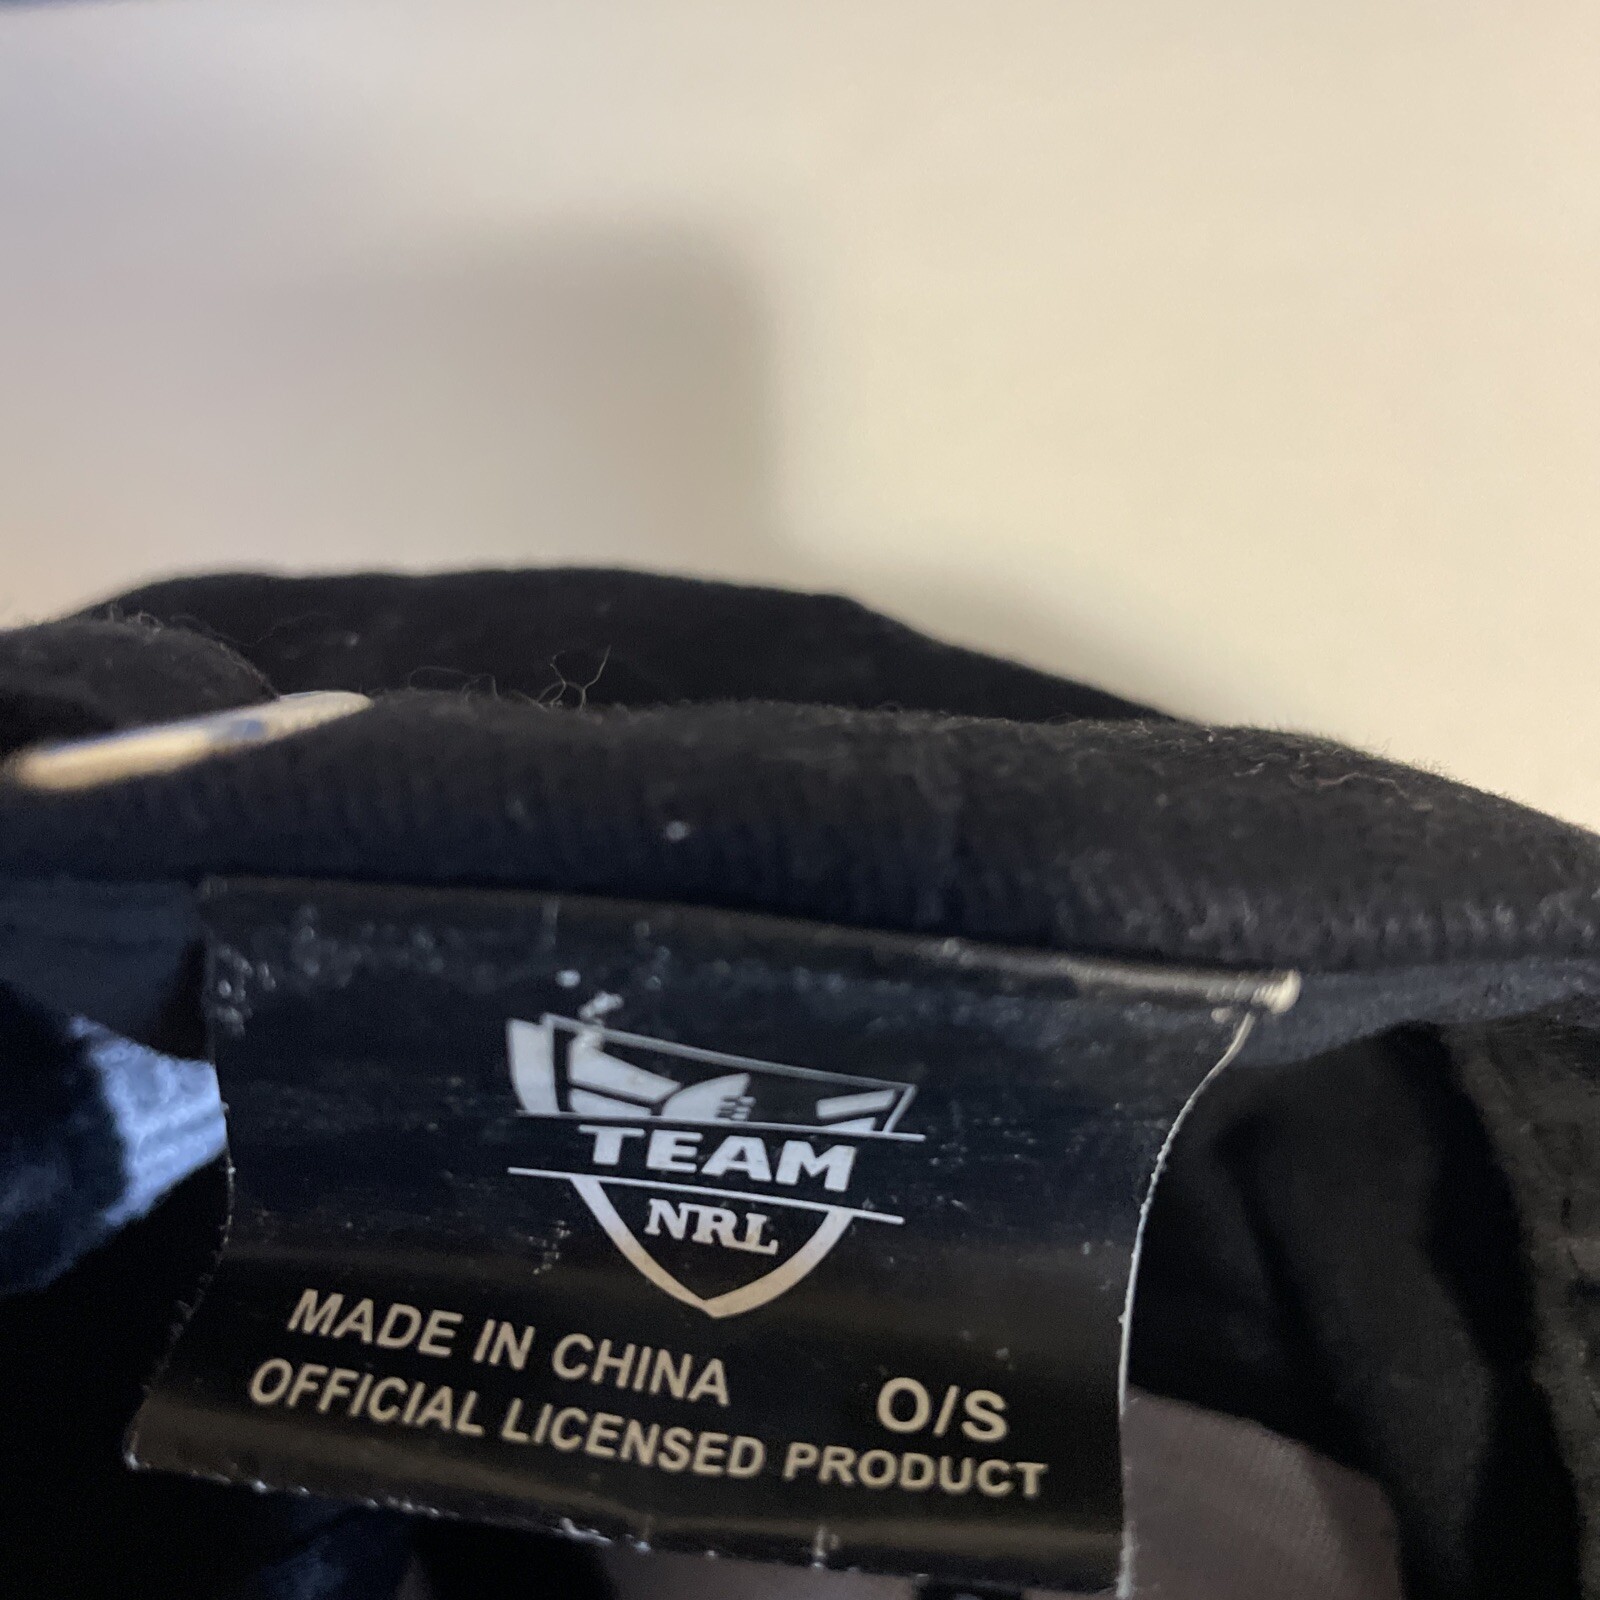 TEAM
NRL
MADE IN CHINA
O/S
OFFICIAL LICENSED PRODUCT